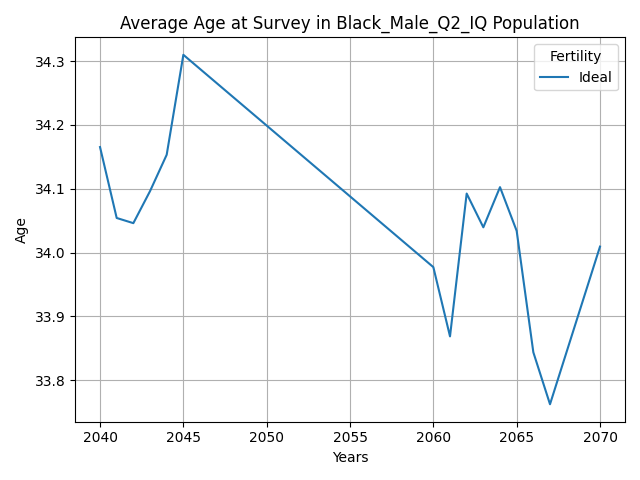 Average Age at Survey in Black_Male_Q2_IQ Population
Fertility
Ideal
34.3
34.2
34.1
34.0
33.9
33.8
Age
2040 2045 2050 2055 2060 2065 2070
Years